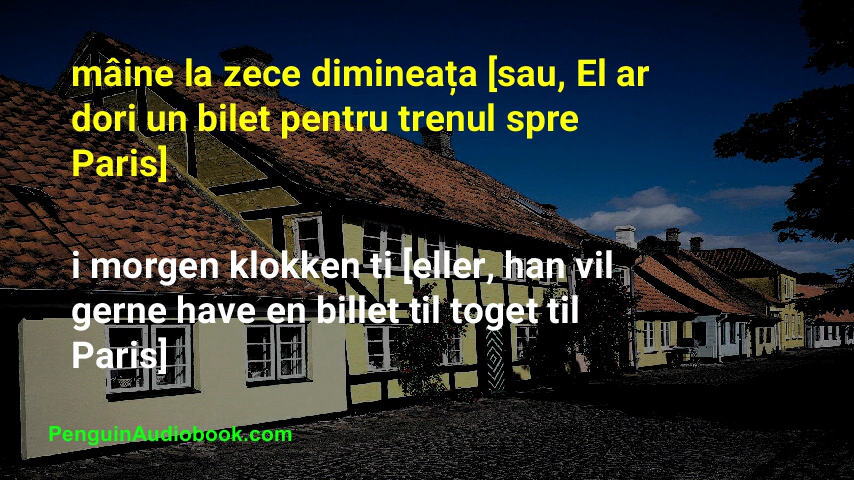 mâine la zece dimineața [sau, El ar
dori un bilet pentru trenul spre
Paris]
i morgen klokken ti [eller, han vil
gerne have en billet til toget til
Paris]
PenguinAudiobook.com